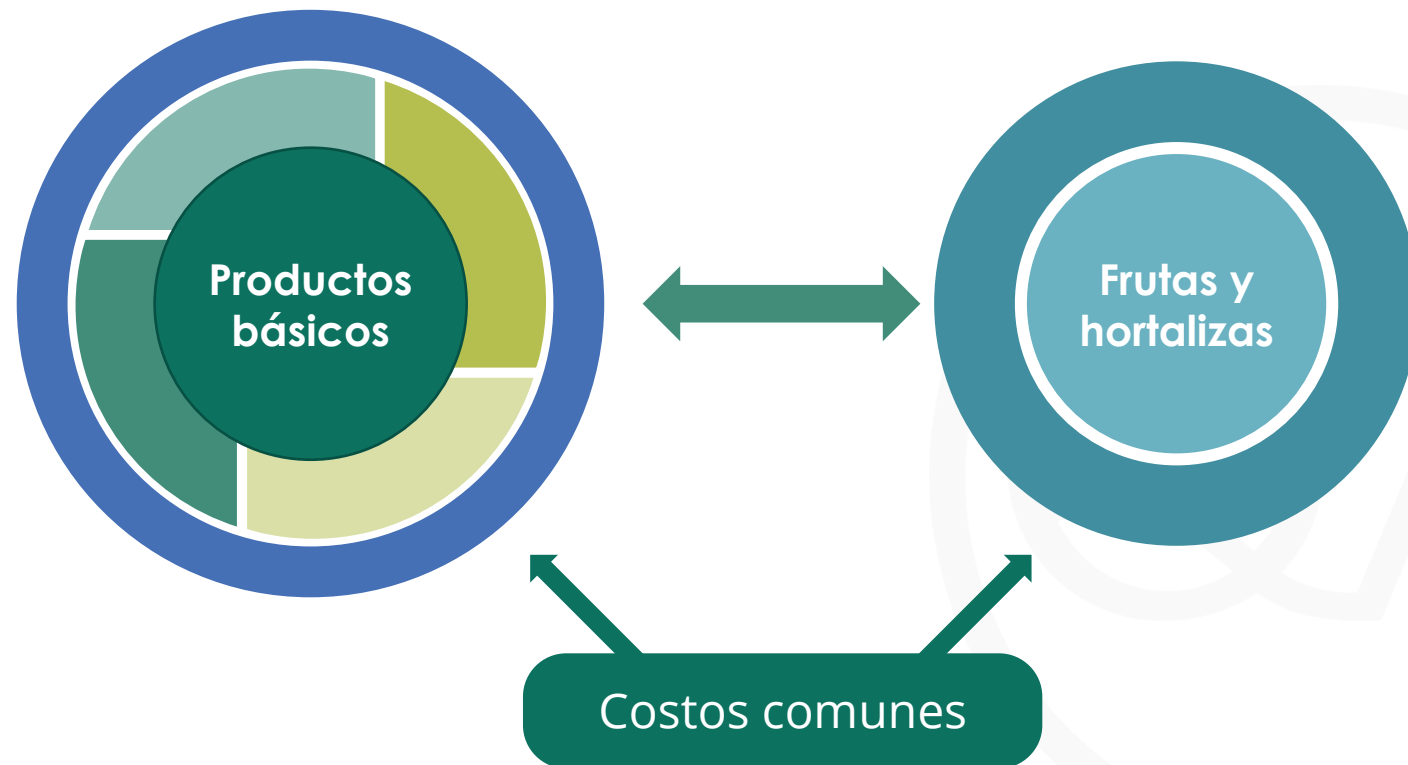 Productos
básicos
Frutas y
hortalizas
Costos comunes